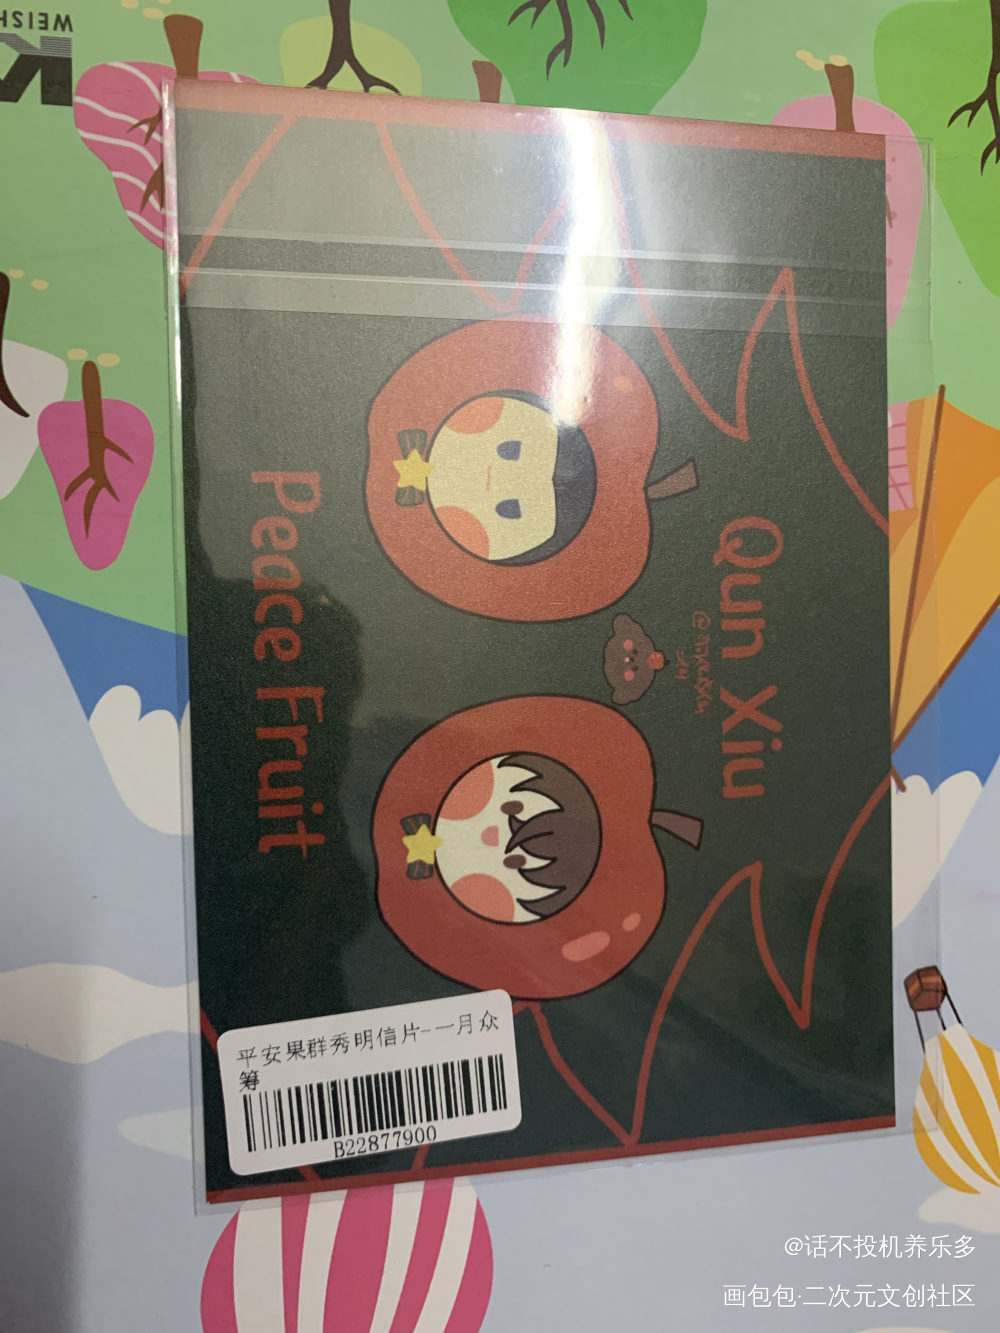 WEISH
K
Qun Xiu
Peace Fruit
平安果群秀明信片-一月众
筹
B22877900
@话不投机养乐多
画包包·二次元文创社区